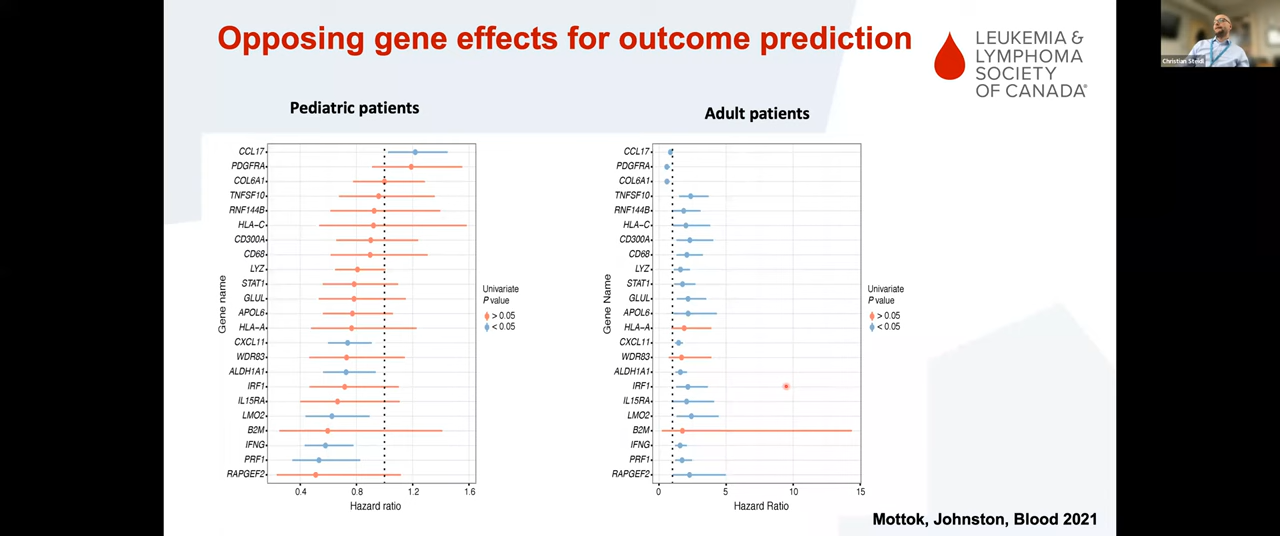 Opposing gene effects for outcome prediction
LEUKEMIA &
LYMPHOMA
SOCIETY
OF CANADA®
Christian Steidl
Pediatric patients
Gene name
CCL17
PDGFRA
COL6A1
TNFSF10
RNF144B
HLA-C
CD300A
CD68
LYZ
STAT1
GLUL
APOL6
HLA-A
CXCL11
WDR83
ALDH1A1
IRF1
IL15RA
LMO2
B2M
IFNG
PRF1
RAPGEF2
0.4 0.8 1.2 1.6
Hazard ratio
Univariate
P value
> 0.05
< 0.05
Adult patients
Gene Name
CCL17
PDGFRA
COL6A1
TNFSF10
RNF144B
HLA-C
CD300A
CD68
LYZ
STAT1
GLUL
APOL6
HLA-A
CXCL11
WDR83
ALDH1A1
IRF1
IL15RA
LMO2
B2M
IFNG
PRF1
RAPGEF2
0 5 10 15
Hazard Ratio
Univariate
P value
> 0.05
< 0.05
Mottok, Johnston, Blood 2021